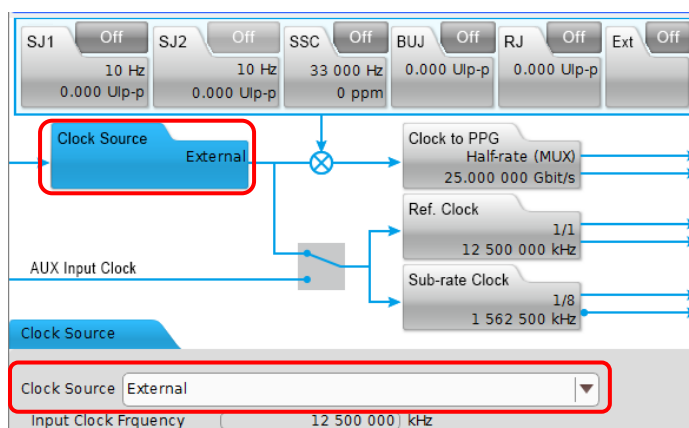 SJ1 Off SJ2 Off SSC Off BUJ Off RJ Off Ext Off
10 Hz 10 Hz 33 000 Hz 0.000 UIp-p 0.000 UIp-p
0.000 UIp-p 0.000 UIp-p 0 ppm
Clock Source
External
Clock to PPG
Half-rate (MUX)
25.000 000 Gbit/s
Ref. Clock
1/1
12 500 000 kHz
AUX Input Clock
Sub-rate Clock
1/8
1 562 500 kHz
Clock Source
Clock Source External
Input Clock Frquency 12 500 000 kHz